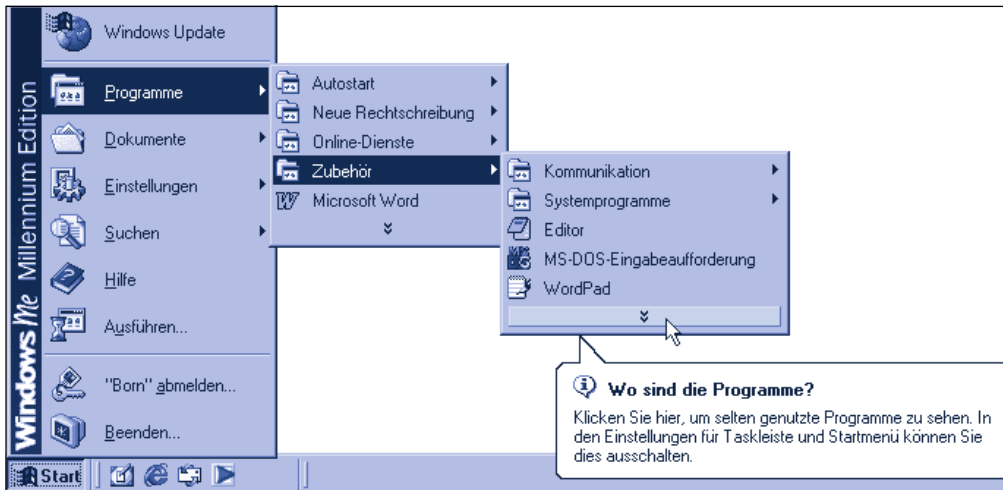 Windows Me Millennium Edition
Windows Update
Programme
Dokumente
Einstellungen
Suchen
Hilfe
Ausführen...
"Born" abmelden...
Beenden...
Autostart
Neue Rechtschreibung
Online-Dienste
Zubehör
Microsoft Word
Kommunikation
Systemprogramme
Editor
MS-DOS-Eingabeaufforderung
WordPad
Wo sind die Programme?
Klicken Sie hier, um selten genutzte Programme zu sehen. In
den Einstellungen für Taskleiste und Startmenü können Sie
dies ausschalten.
Start